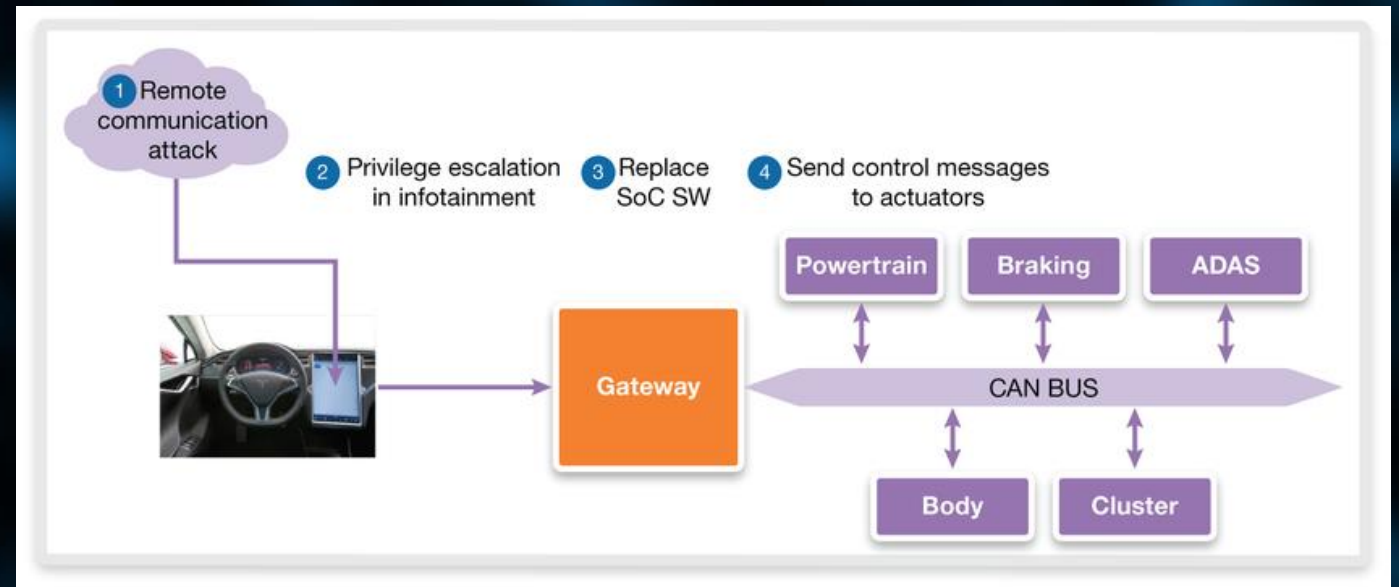 1 Remote
communication
attack
2 Privilege escalation
in infotainment
3 Replace
SoC SW
4 Send control messages
to actuators
Powertrain
Braking
ADAS
Gateway
CAN BUS
Body
Cluster